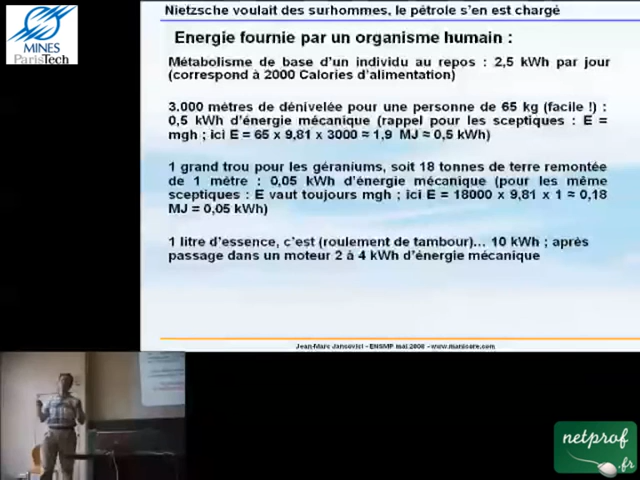 Nietzsche voulait des surhommes, le pétrole s'en est chargé
MINES
ParisTech
Energie fournie par un organisme humain :
Métabolisme de base d'un individu au repos : 2,5 kWh par jour
(correspond à 2000 Calories d'alimentation)
3.000 mètres de dénivelée pour une personne de 65 kg (facile !) :
0,5 kWh d'énergie mécanique (rappel pour les sceptiques : E =
mgh ; ici E = 65 x 9,81 x 3000 ≈ 1,9 MJ ≈ 0,5 kWh)
1 grand trou pour les géraniums, soit 18 tonnes de terre remontée
de 1 mètre : 0,05 kWh d'énergie mécanique (pour les même
sceptiques : E vaut toujours mgh ; ici E = 18000 x 9,81 x 1 ≈ 0,18
MJ = 0,05 kWh)
1 litre d'essence, c'est (roulement de tambour)... 10 kWh ; après
passage dans un moteur 2 à 4 kWh d'énergie mécanique
Jean-Marc Jancovici - ENSMP mai 2008 - www.manicore.com
netprof
.fr